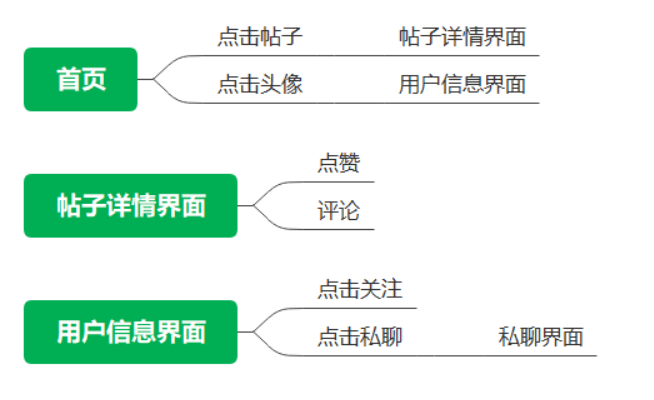 首页
点击帖子 帖子详情界面
点击头像 用户信息界面
帖子详情界面
点赞
评论
用户信息界面
点击关注
点击私聊 私聊界面